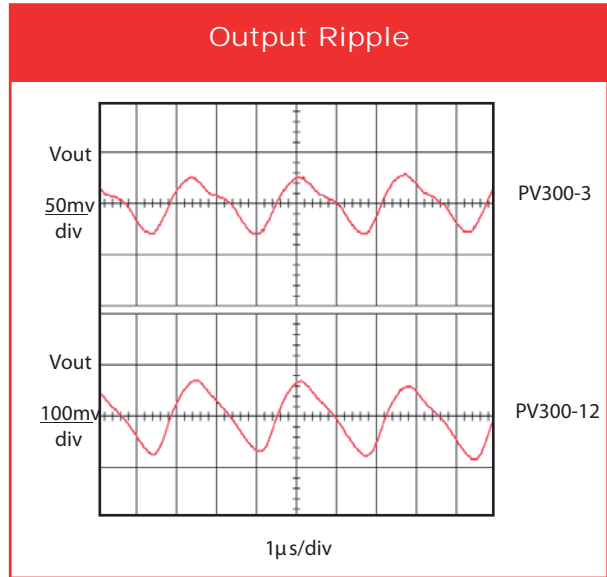 Output Ripple
Vout
50mv
div
PV300-3
Vout
100mv
div
PV300-12
1µs/div